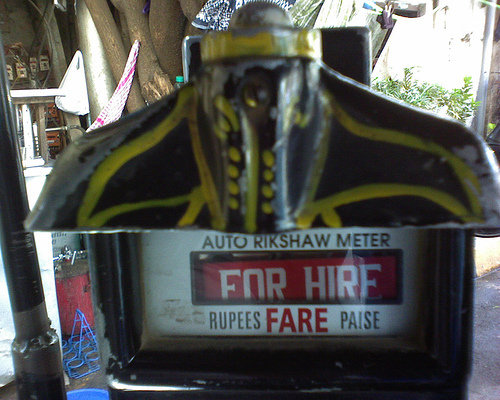 AUTO RIKSHAW METER
FOR HIRE
RUPEES FARE PAISE